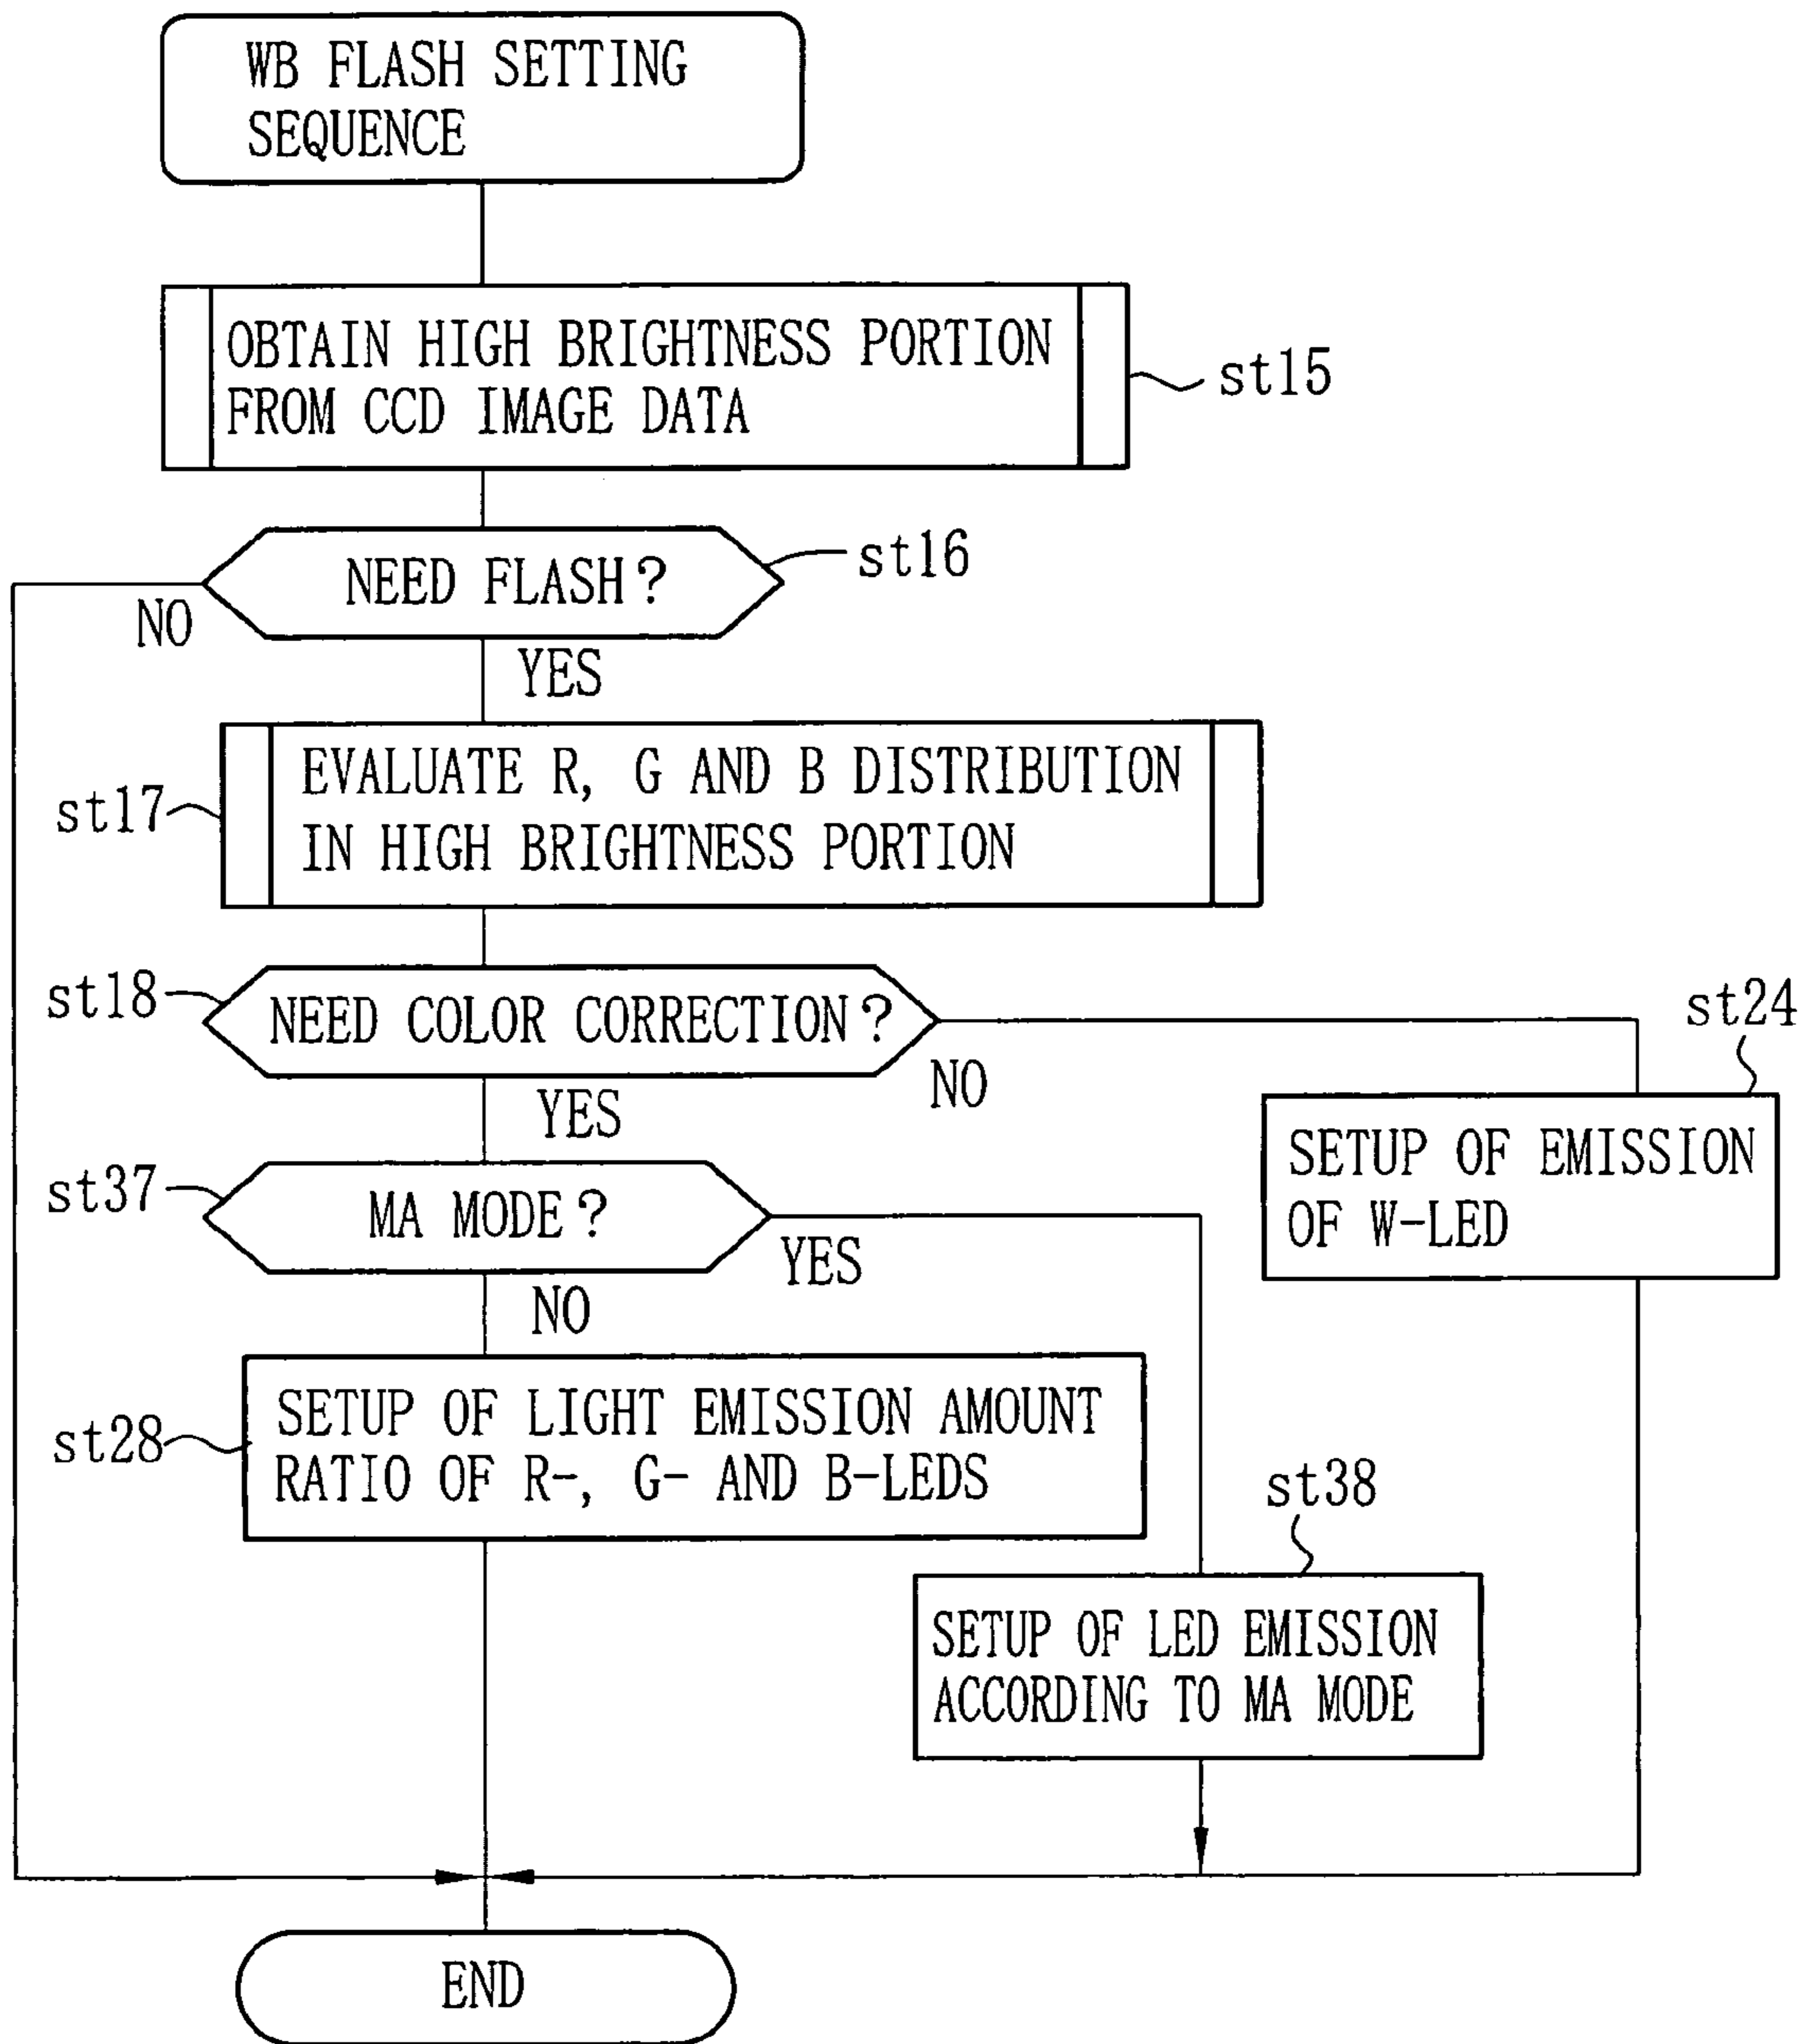 WB FLASH SETTING
SEQUENCE
OBTAIN HIGH BRIGHTNESS PORTION
FROM CCD IMAGE DATA
st15
NEED FLASH?
st16
NO
YES
EVALUATE R, G AND B DISTRIBUTION
IN HIGH BRIGHTNESS PORTION
st17
st18
NEED COLOR CORRECTION?
NO
YES
st24
SETUP OF EMISSION
OF W-LED
st37
MA MODE?
YES
NO
st28
SETUP OF LIGHT EMISSION AMOUNT
RATIO OF R-, G- AND B-LEDS
st38
SETUP OF LED EMISSION
ACCORDING TO MA MODE
END